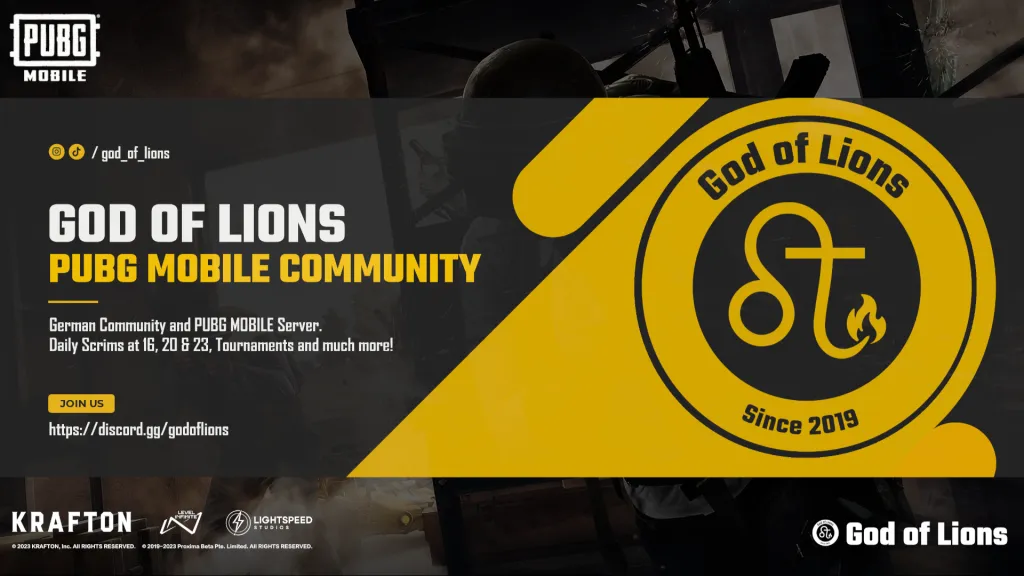 PUBG
MOBILE
/ god_of_lions
GOD OF LIONS
PUBG MOBILE COMMUNITY
German Community and PUBG MOBILE Server.
Daily Scrims at 16, 20 & 23, Tournaments and much more!
JOIN US
https://discord.gg/godoflions
God of Lions
Since 2019
KRAFTON
LEVEL
INFINITE
LIGHTSPEED
STUDIOS
© 2023 KRAFTON, Inc. All RIGHTS RESERVED. © 2019-2023 Proxima Beta Pte. Limited. All RIGHTS RESERVED.
God of Lions